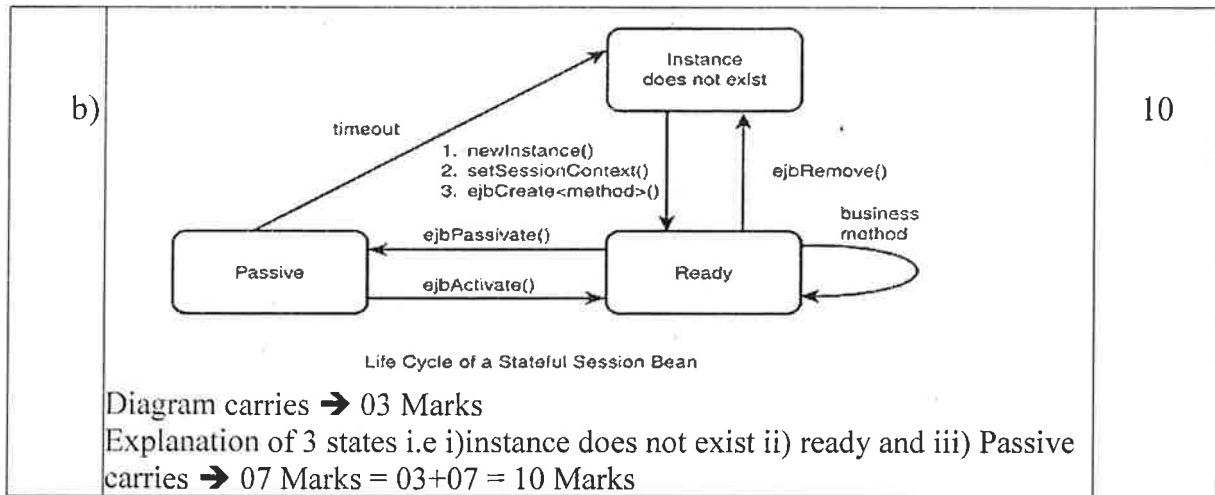 b)
10
Instance
does not exist
timeout
1. newInstance()
2. setSessionContext()
3. ejbCreate<method>()
ejbRemove()
business
method
ejbPassivate()
Passive
Ready
ejbActivate()
Life Cycle of a Stateful Session Bean
Diagram carries ➔ 03 Marks
Explanation of 3 states i.e i)instance does not exist ii) ready and iii) Passive
carries ➔ 07 Marks = 03+07 = 10 Marks